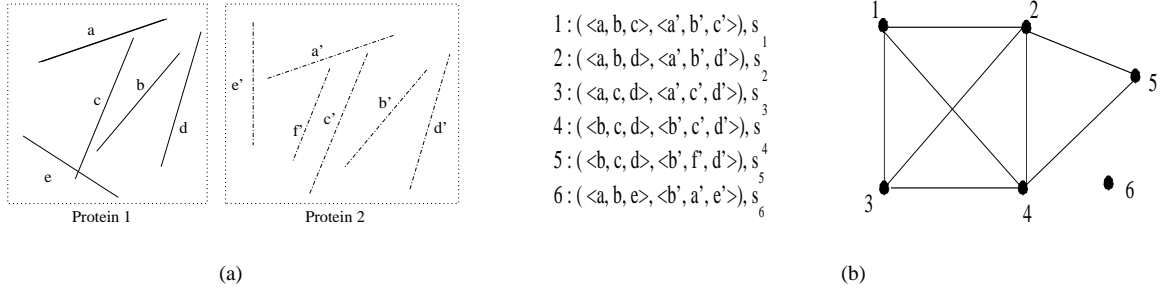 a
b
c
d
e
Protein 1
a'
b'
c'
d'
e'
f'
Protein 2
(a)
1 : ( <a, b, c>, <a', b', c'>), s1
2 : ( <a, b, d>, <a', b', d'>), s2
3 : ( <a, c, d>, <a', c', d'>), s3
4 : ( <b, c, d>, <b', c', d'>), s4
5 : ( <b, c, d>, <b', f', d'>), s5
6 : ( <a, b, e>, <b', a', e'>), s6
1
2
3
4
5
6
(b)